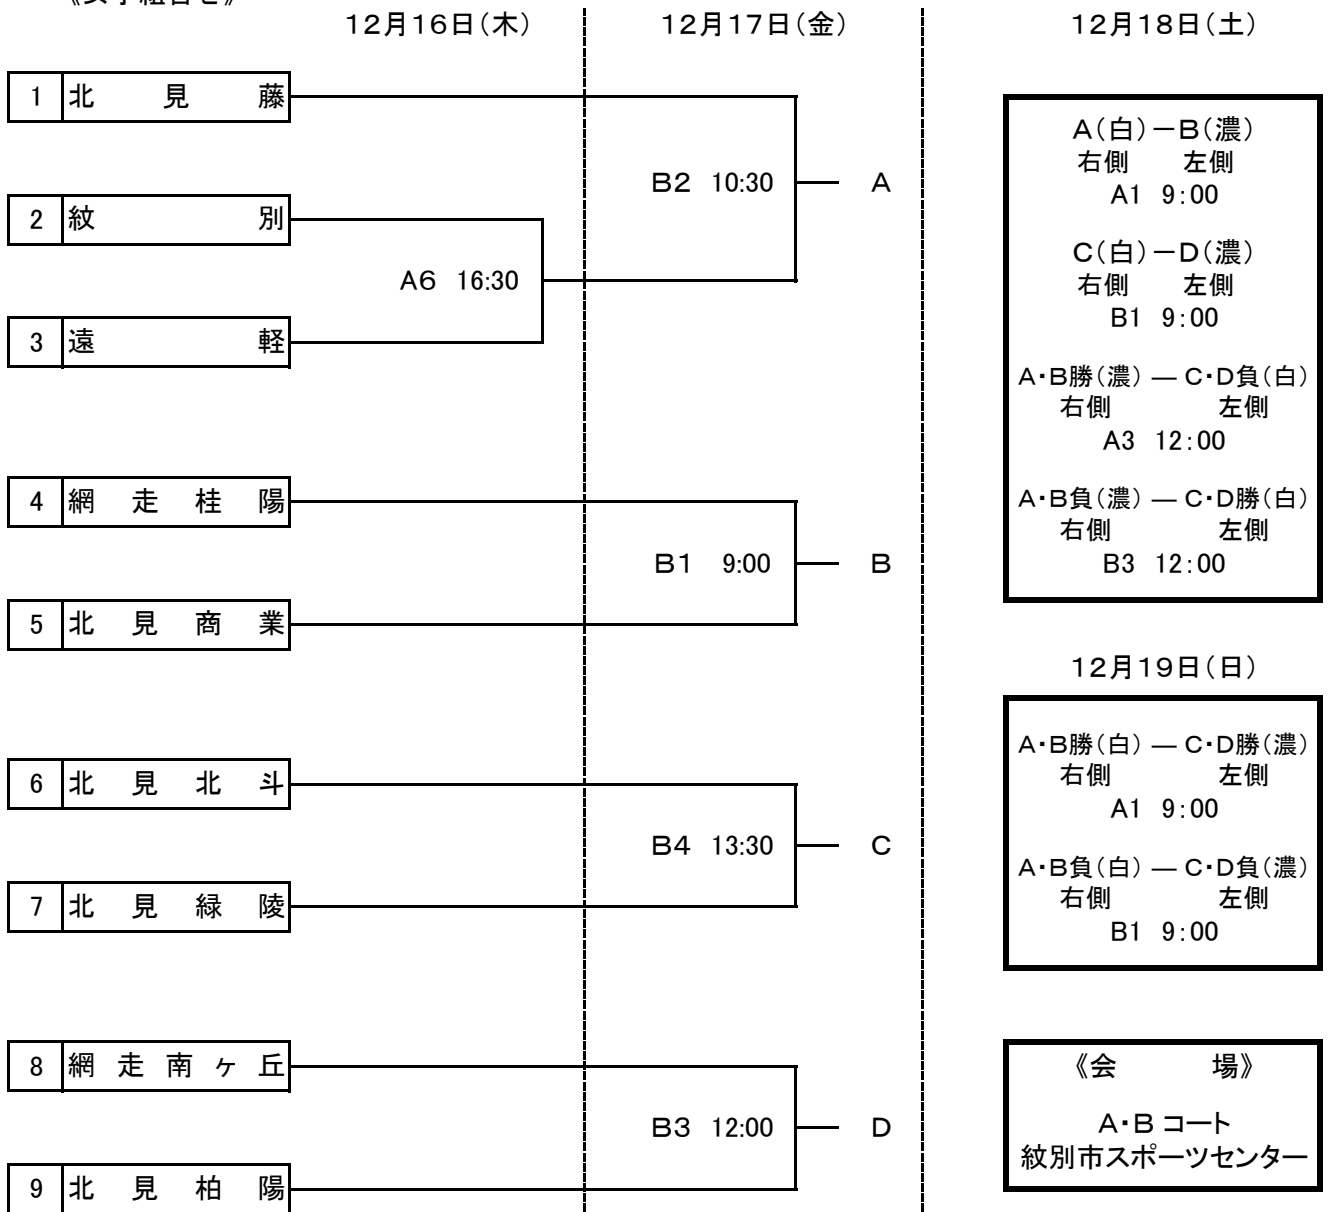 《女子組合せ》
12月16日(木)
12月17日(金)
12月18日(土)
1 北見藤
2 紋別
3 遠軽
4 網走桂陽
5 北見商業
6 北見北斗
7 北見緑陵
8 網走南ヶ丘
9 北見柏陽
A6 16:30
B2 10:30
A
B1 9:00
B
B4 13:30
C
B3 12:00
D
A(白)－B(濃)
右側 左側
A1 9:00
C(白)－D(濃)
右側 左側
B1 9:00
A・B勝(濃) ― C・D負(白)
右側 左側
A3 12:00
A・B負(濃) ― C・D勝(白)
右側 左側
B3 12:00
12月19日(日)
A・B勝(白) ― C・D勝(濃)
右側 左側
A1 9:00
A・B負(白) ― C・D負(濃)
右側 左側
B1 9:00
《会場》
A・Bコート
紋別市スポーツセンター